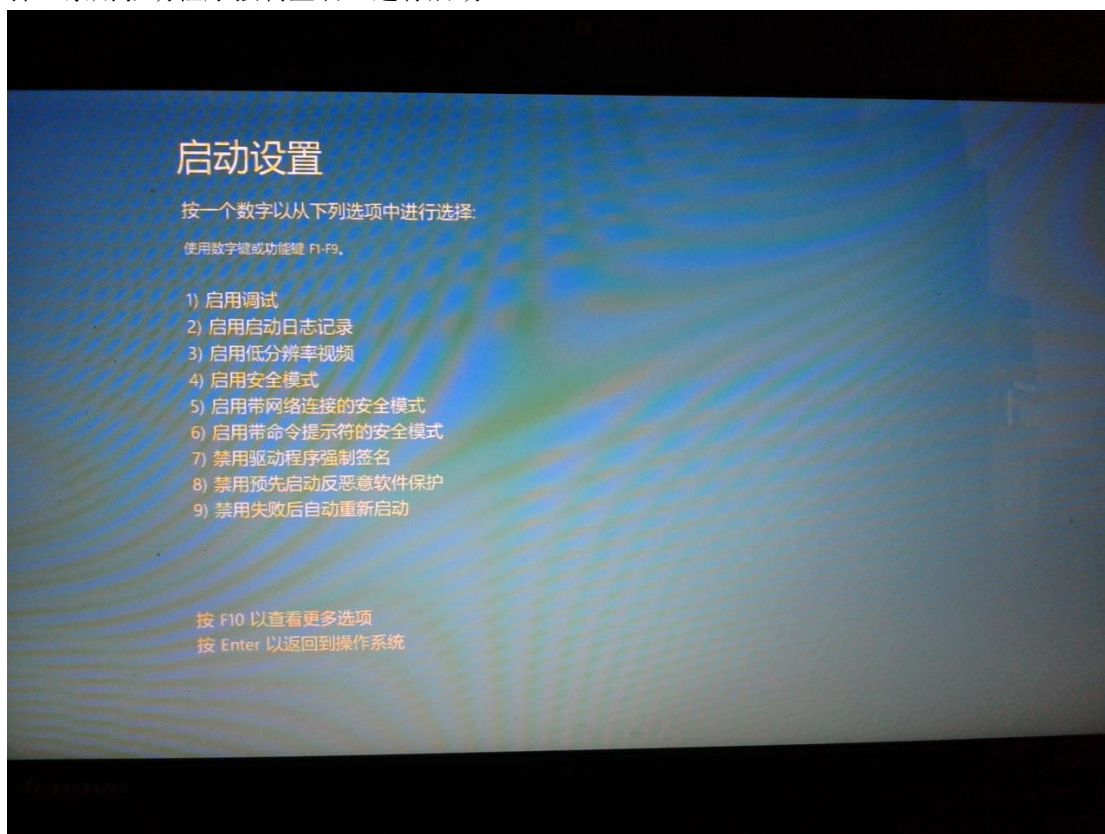 启动设置
按一个数字以从下列选项中进行选择:
使用数字键或功能键 F1-F9。
1) 启用调试
2) 启用启动日志记录
3) 启用低分辨率视频
4) 启用安全模式
5) 启用带网络连接的安全模式
6) 启用带命令提示符的安全模式
7) 禁用驱动程序强制签名
8) 禁用预先启动反恶意软件保护
9) 禁用失败后自动重新启动
按 F10 以查看更多选项
按 Enter 以返回到操作系统
lenovo